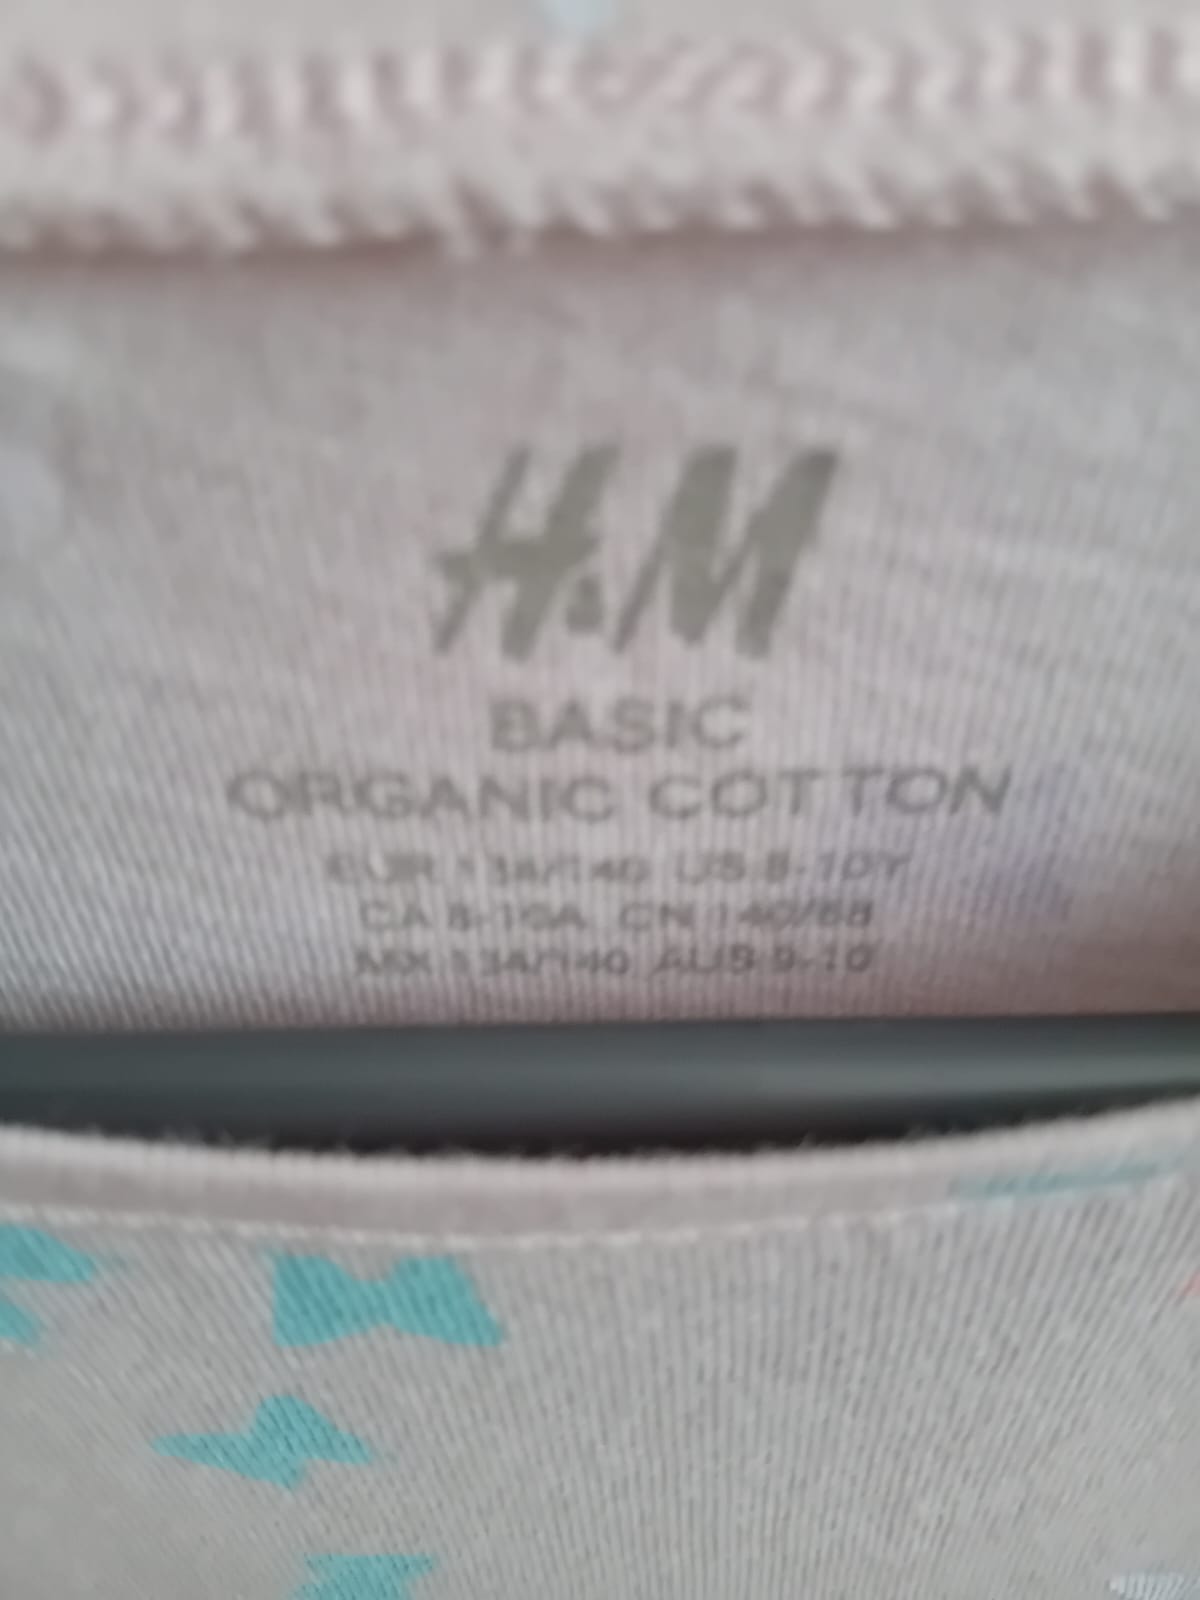 H&M
BASIC
ORGANIC COTTON
EUR 134/140 US 8-10Y
CA 8-10A CN 140/68
MX 134/140 AUS 9-10